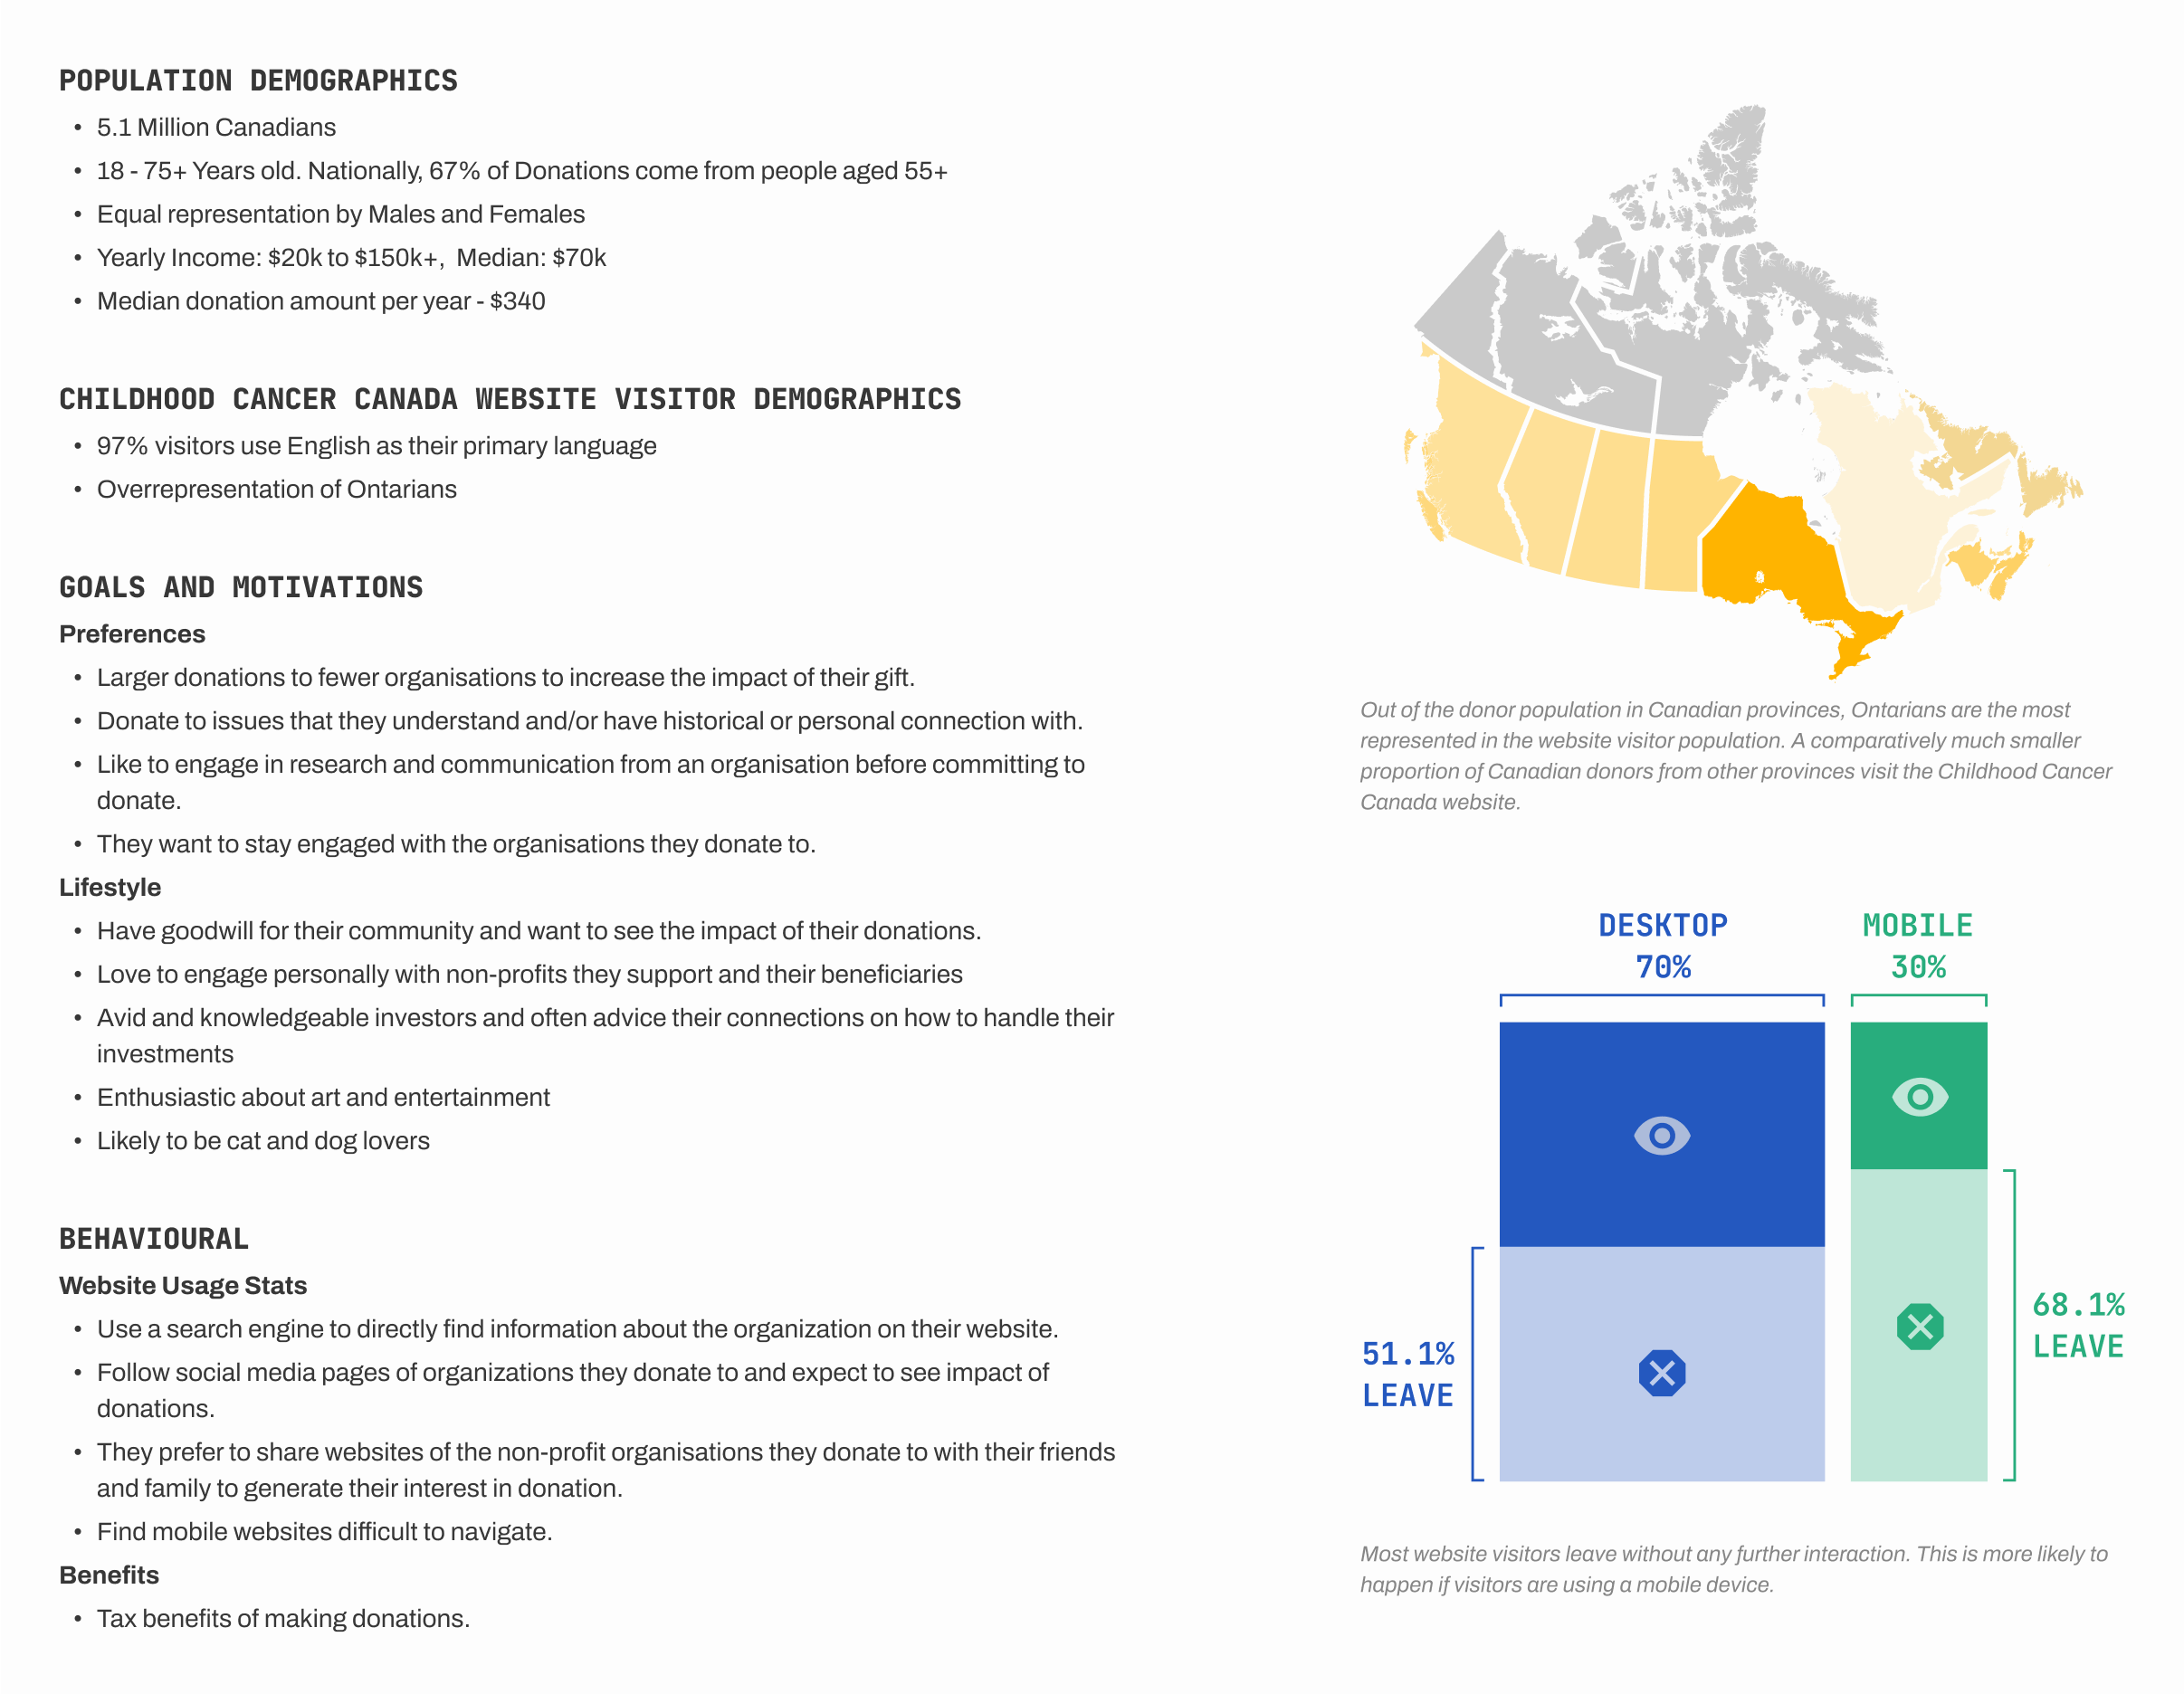 POPULATION DEMOGRAPHICS
• 5.1 Million Canadians
• 18 - 75+ Years old. Nationally, 67% of Donations come from people aged 55+
• Equal representation by Males and Females
• Yearly Income: $20k to $150k+,  Median: $70k
• Median donation amount per year - $340
CHILDHOOD CANCER CANADA WEBSITE VISITOR DEMOGRAPHICS
• 97% visitors use English as their primary language
• Overrepresentation of Ontarians
GOALS AND MOTIVATIONS
Preferences
• Larger donations to fewer organisations to increase the impact of their gift.
• Donate to issues that they understand and/or have historical or personal connection with.
• Like to engage in research and communication from an organisation before committing to
donate.
• They want to stay engaged with the organisations they donate to.
Lifestyle
• Have goodwill for their community and want to see the impact of their donations.
• Love to engage personally with non-profits they support and their beneficiaries
• Avid and knowledgeable investors and often advice their connections on how to handle their
investments
• Enthusiastic about art and entertainment
• Likely to be cat and dog lovers
BEHAVIOURAL
Website Usage Stats
• Use a search engine to directly find information about the organization on their website.
• Follow social media pages of organizations they donate to and expect to see impact of
donations.
• They prefer to share websites of the non-profit organisations they donate to with their friends
and family to generate their interest in donation.
• Find mobile websites difficult to navigate.
Benefits
• Tax benefits of making donations.
Out of the donor population in Canadian provinces, Ontarians are the most
represented in the website visitor population. A comparatively much smaller
proportion of Canadian donors from other provinces visit the Childhood Cancer
Canada website.
DESKTOP
70%
MOBILE
30%
51.1%
LEAVE
68.1%
LEAVE
Most website visitors leave without any further interaction. This is more likely to
happen if visitors are using a mobile device.